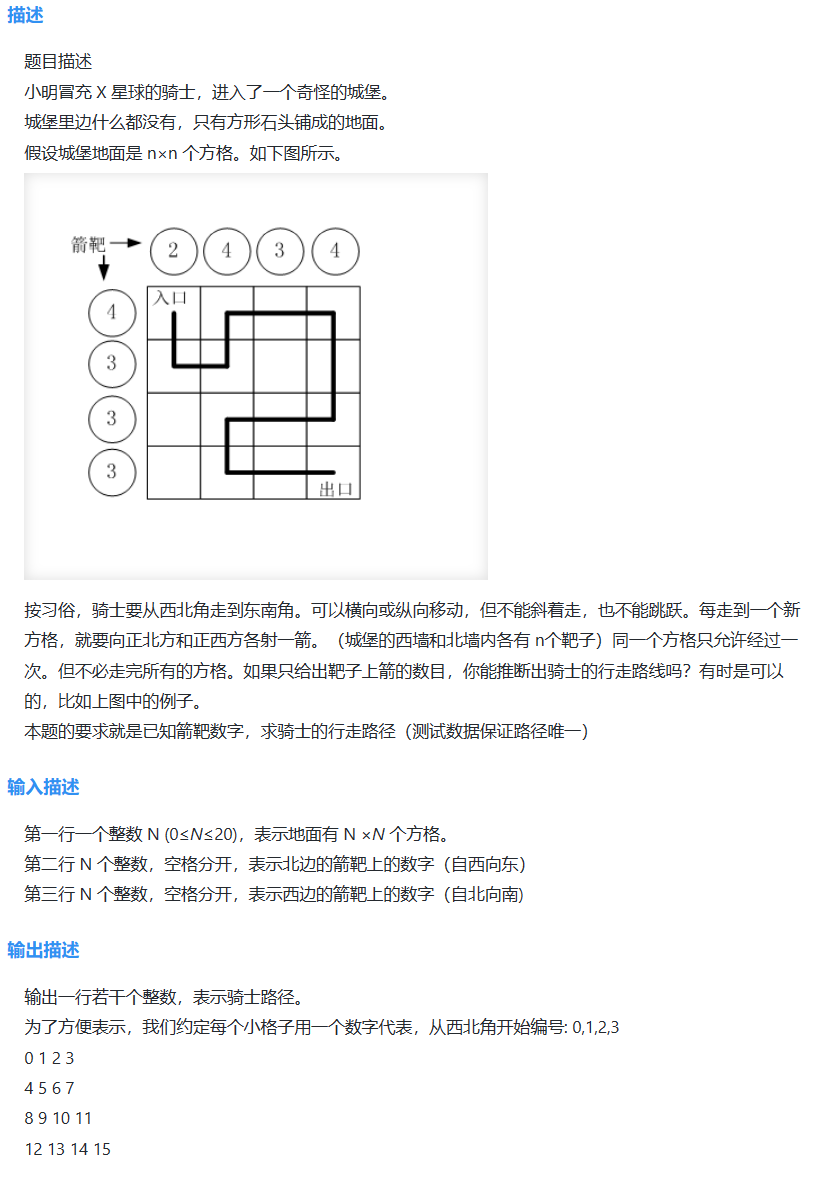 描述
题目描述
小明冒充 X 星球的骑士，进入了一个奇怪的城堡。
城堡里边什么都没有，只有方形石头铺成的地面。
假设城堡地面是 n×n 个方格。如下图所示。
箭靶 2 4 3 4
4 入口
3
3
3
出口
按习俗，骑士要从西北角走到东南角。可以横向或纵向移动，但不能斜着走，也不能跳跃。每走到一个新
方格，就要向正北方和正西方各射一箭。（城堡的西墙和北墙内各有 n个靶子）同一个方格只允许经过一
次。但不必走完所有的方格。如果只给出靶子上箭的数目，你能推断出骑士的行走路线吗？有时是可以
的，比如上图中的例子。
本题的要求就是已知箭靶数字，求骑士的行走路径（测试数据保证路径唯一）
输入描述
第一行一个整数 N (0≤N≤20)，表示地面有 N ×N 个方格。
第二行 N 个整数，空格分开，表示北边的箭靶上的数字（自西向东）
第三行 N 个整数，空格分开，表示西边的箭靶上的数字（自北向南)
输出描述
输出一行若干个整数，表示骑士路径。
为了方便表示，我们约定每个小格子用一个数字代表，从西北角开始编号: 0,1,2,3
0 1 2 3
4 5 6 7
8 9 10 11
12 13 14 15